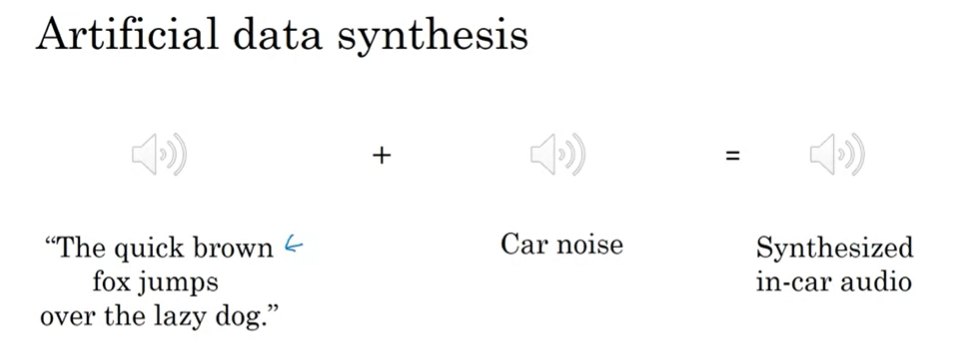 Artificial data synthesis
+
=
“The quick brown
fox jumps
over the lazy dog.”
Car noise
Synthesized
in-car audio